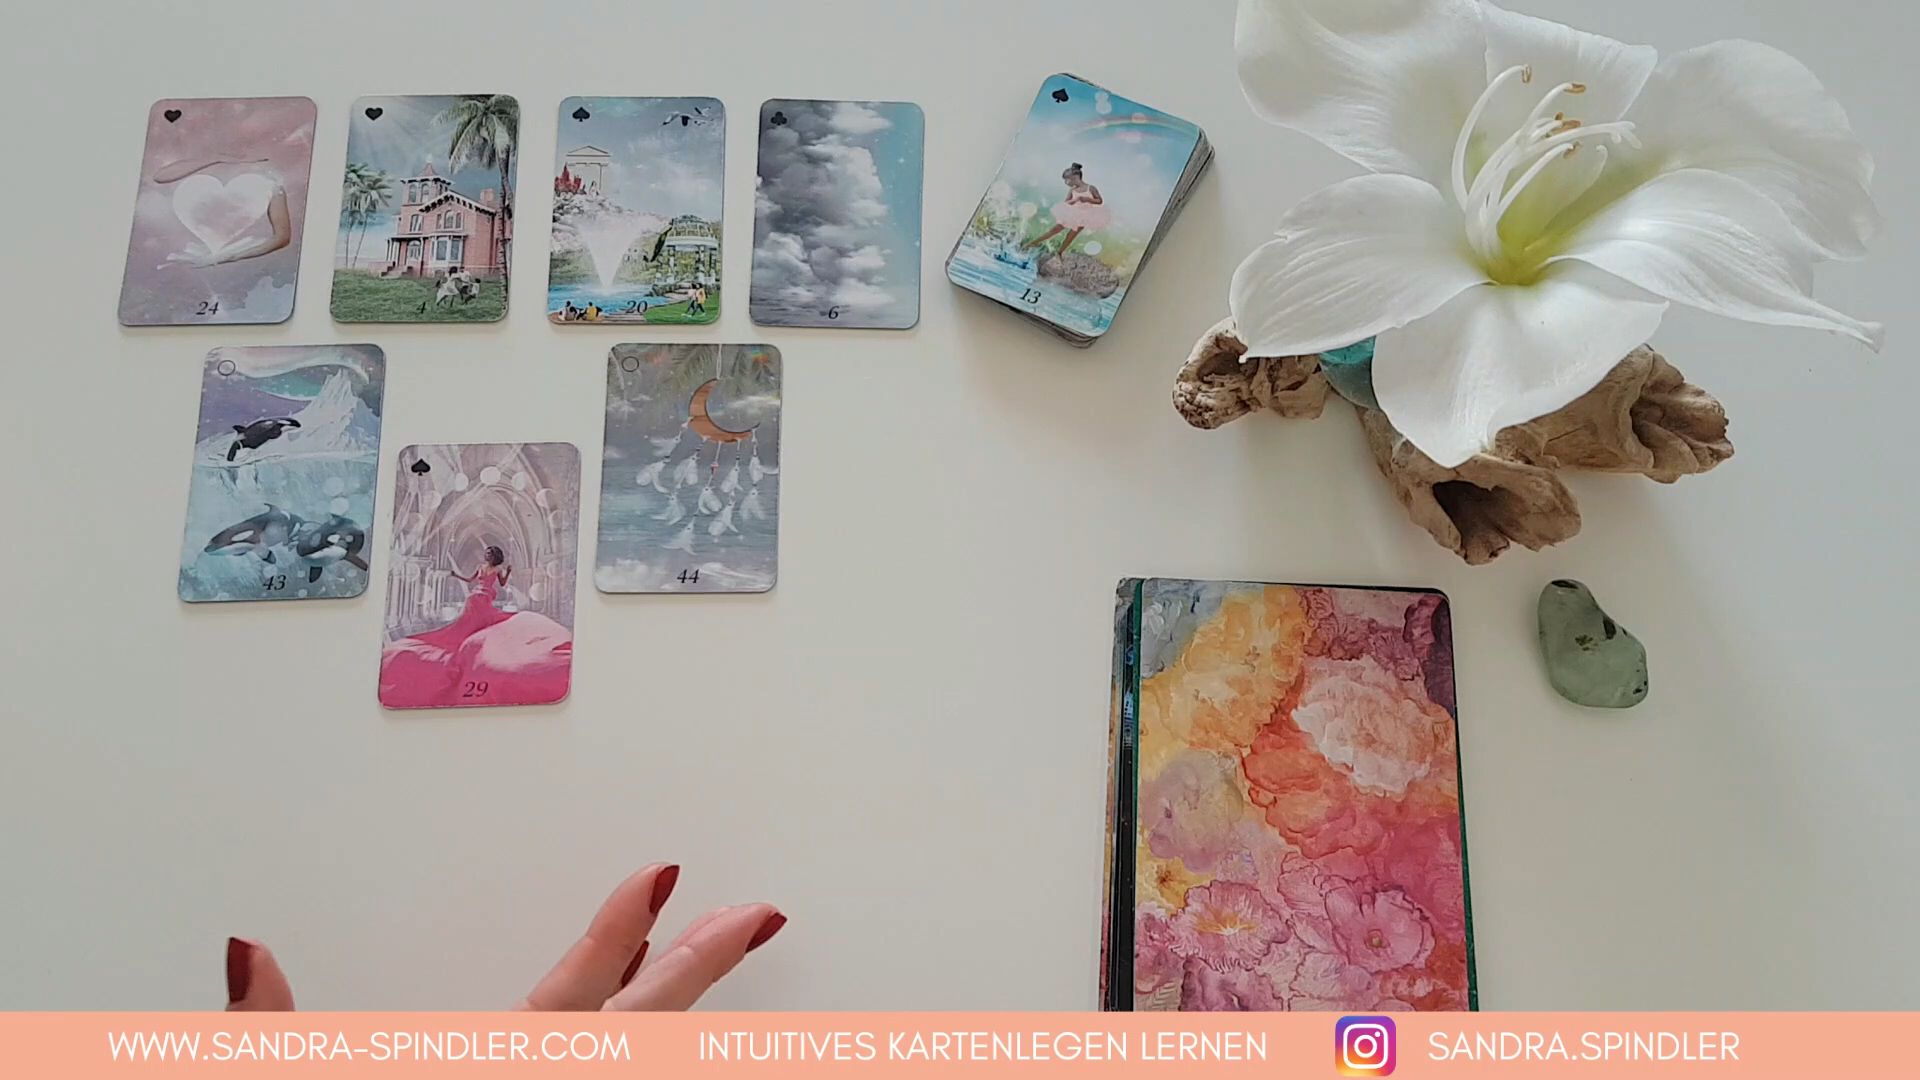 24
4
20
6
13
43
44
29
WWW.SANDRA-SPINDLER.COM
INTUITIVES KARTENLEGEN LERNEN
SANDRA.SPINDLER